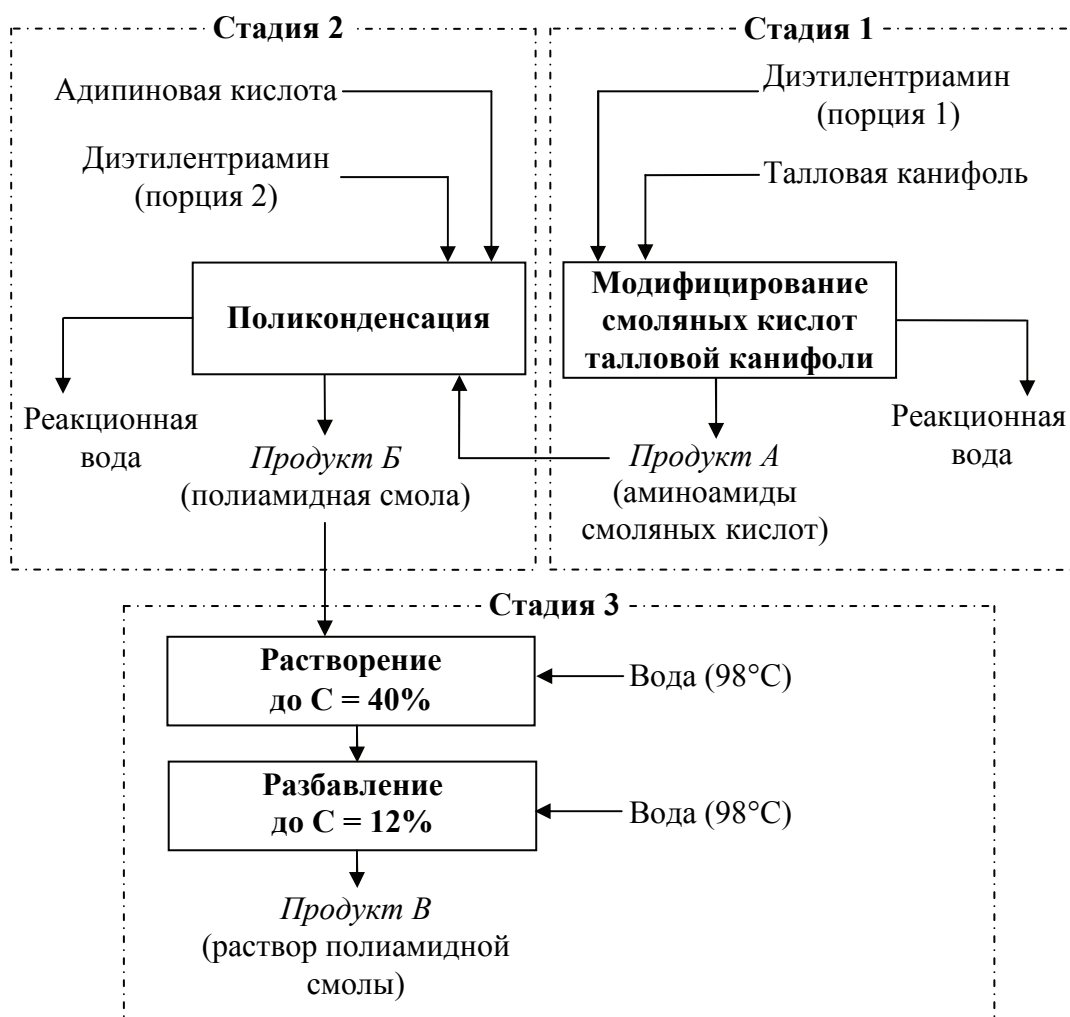 Стадия 2
Адипиновая кислота
Диэтилентриамин
(порция 2)
Поликонденсация
Реакционная
вода
Продукт Б
(полиамидная смола)
Стадия 1
Диэтилентриамин
(порция 1)
Талловая канифоль
Модифицирование
смоляных кислот
талловой канифоли
Реакционная
вода
Продукт А
(аминоамиды
смоляных кислот)
Стадия 3
Растворение
до С = 40%
Вода (98°С)
Разбавление
до С = 12%
Вода (98°С)
Продукт В
(раствор полиамидной
смолы)